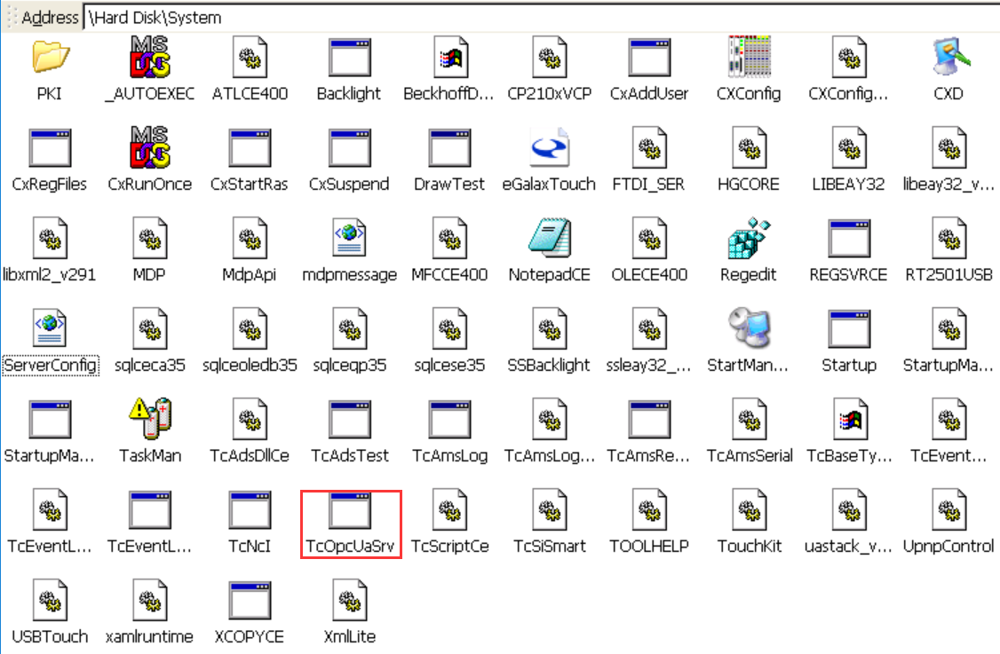 Address \Hard Disk\System
PKI _AUTOEXEC ATLCE400 Backlight BeckhoffD... CP210xVCP CxAddUser CXConfig CXConfig... CXD
CxRegFiles CxRunOnce CxStartRas CxSuspend DrawTest eGalaxTouch FTDI_SER HGCORE LIBEAY32 libeay32_v...
libxml2_v291 MDP MdpApi mdpmessage MFCCE400 NotepadCE OLECE400 Regedit REGSVRCE RT2501USB
ServerConfig sqlceca35 sqlceoledb35 sqlceqp35 sqlcese35 SSBacklight ssleay32_... StartMan... Startup StartupMa...
StartupMa... TaskMan TcAdsDllCe TcAdsTest TcAmsLog TcAmsLog... TcAmsRe... TcAmsSerial TcBaseTy... TcEvent...
TcEventL... TcEventL... TcNcI TcOpcUaSrv TcScriptCe TcSiSmart TOOLHELP TouchKit uastack_v... UpnpControl
USBTouch xamlruntime XCOPYCE XmlLite